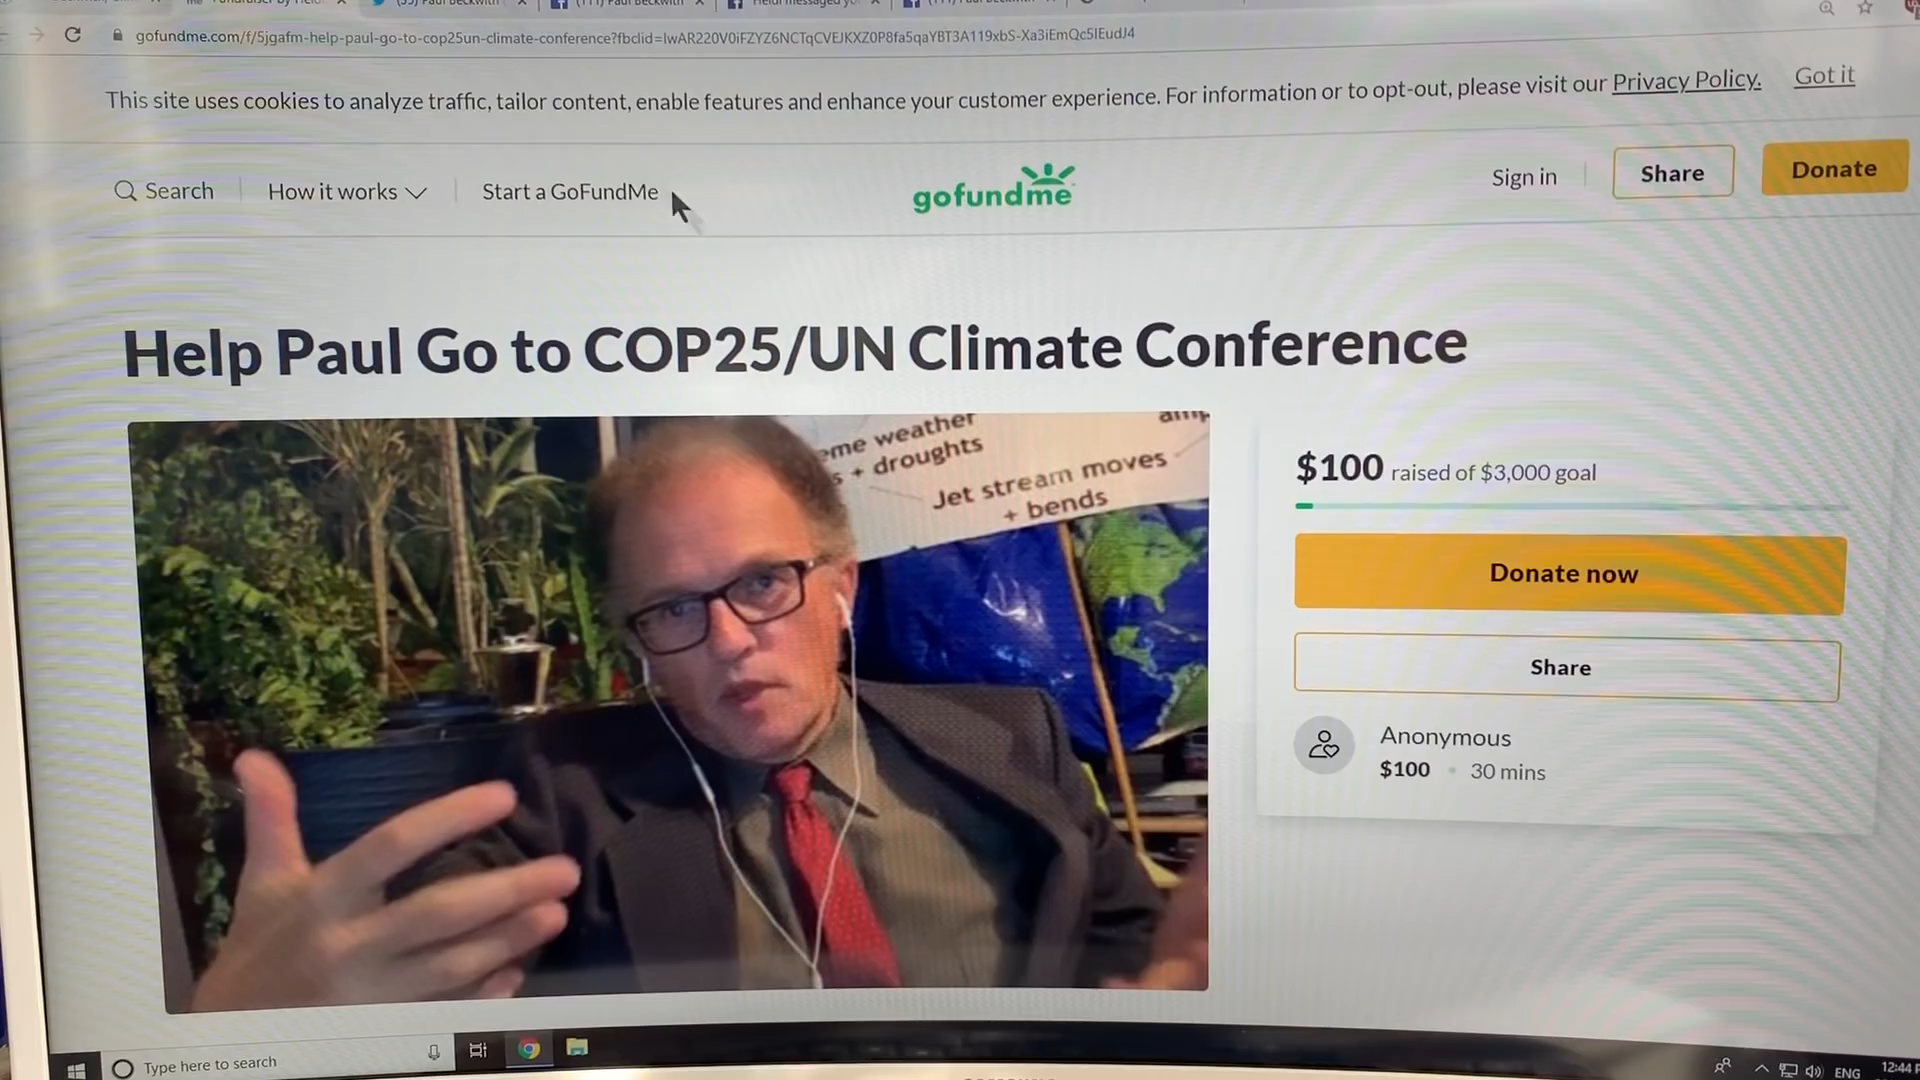 gofundme.com/f/5jgafm-help-paul-go-to-cop25un-climate-conference?fbclid=IwAR220V0iFZYZ6NCTqCVEJKXZ0P8fa5qaYBT3A119xbS-Xa3iEmQc5IEudJ4
This site uses cookies to analyze traffic, tailor content, enable features and enhance your customer experience. For information or to opt-out, please visit our Privacy Policy. Got it
Search How it works Start a GoFundMe gofundme Sign in Share Donate
Help Paul Go to COP25/UN Climate Conference
weather
+ droughts
Jet stream moves
+ bends
$100 raised of $3,000 goal
Donate now
Share
Anonymous
$100 • 30 mins
Type here to search
ENG 12:44